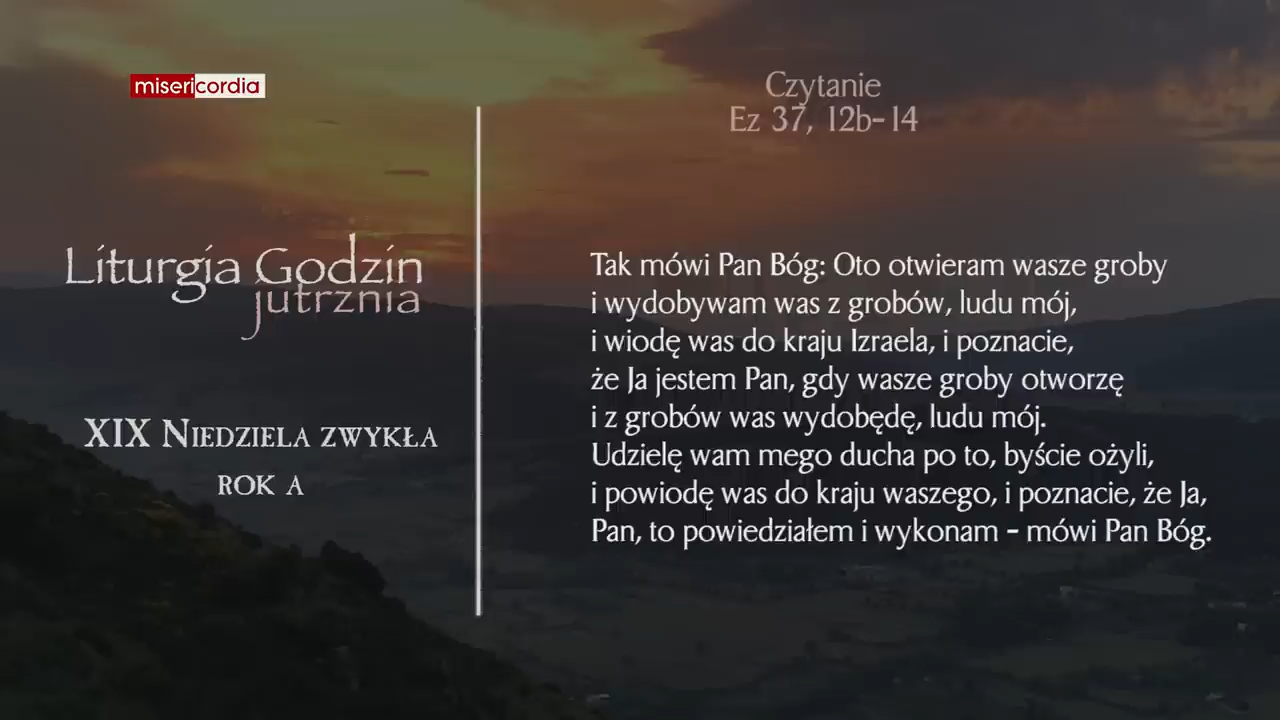 misericordia
Czytanie
Ez 37, 12b-14
Liturgia Godzin
jutrznia
XIX Niedziela zwykła
rok A
Tak mówi Pan Bóg: Oto otwieram wasze groby
i wydobywam was z grobów, ludu mój,
i wiodę was do kraju Izraela, i poznacie,
że Ja jestem Pan, gdy wasze groby otworzę
i z grobów was wydobędę, ludu mój.
Udzielę wam mego ducha po to, byście ożyli,
i powiodę was do kraju waszego, i poznacie, że Ja,
Pan, to powiedziałem i wykonam – mówi Pan Bóg.